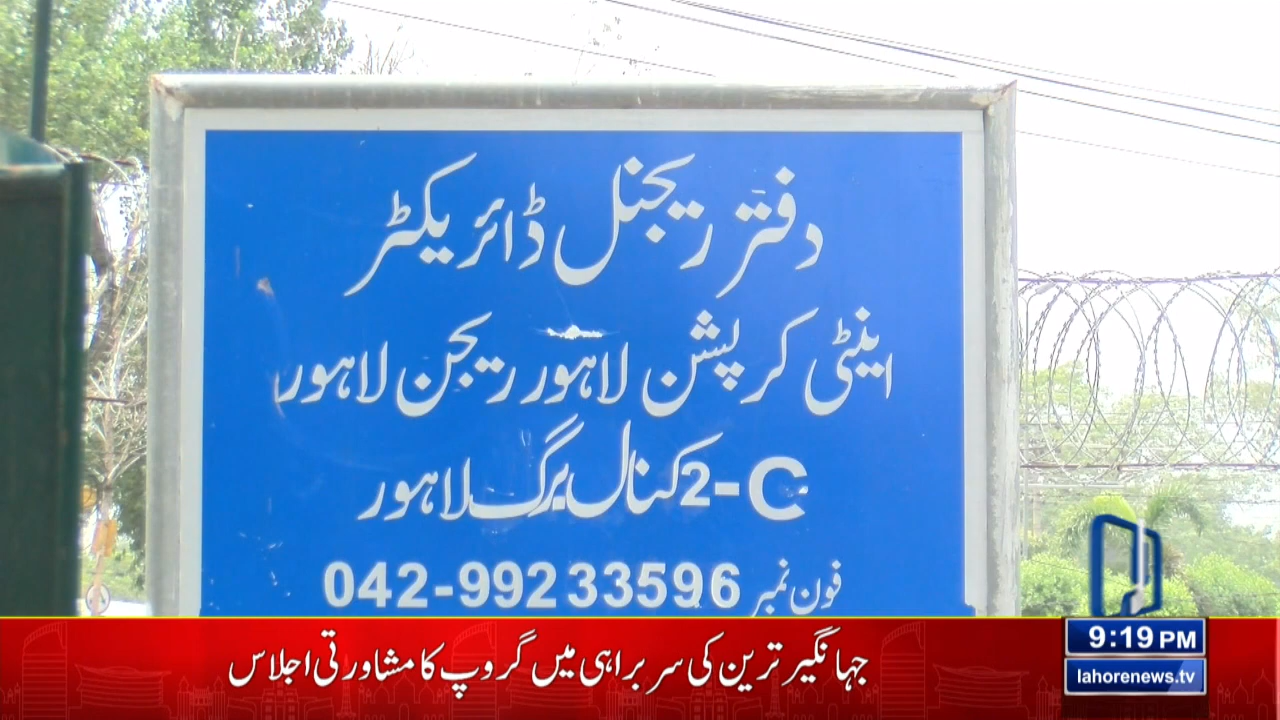 دفتر ریجنل ڈائریکٹر
اینٹی کرپشن لاہور ریجن لاہور
2-C کنال برگ لاہور
فون نمبر 042-99233596
9:19 PM
جہانگیر ترین کی سربراہی میں گروپ کا مشاورتی اجلاس
lahorenews.tv